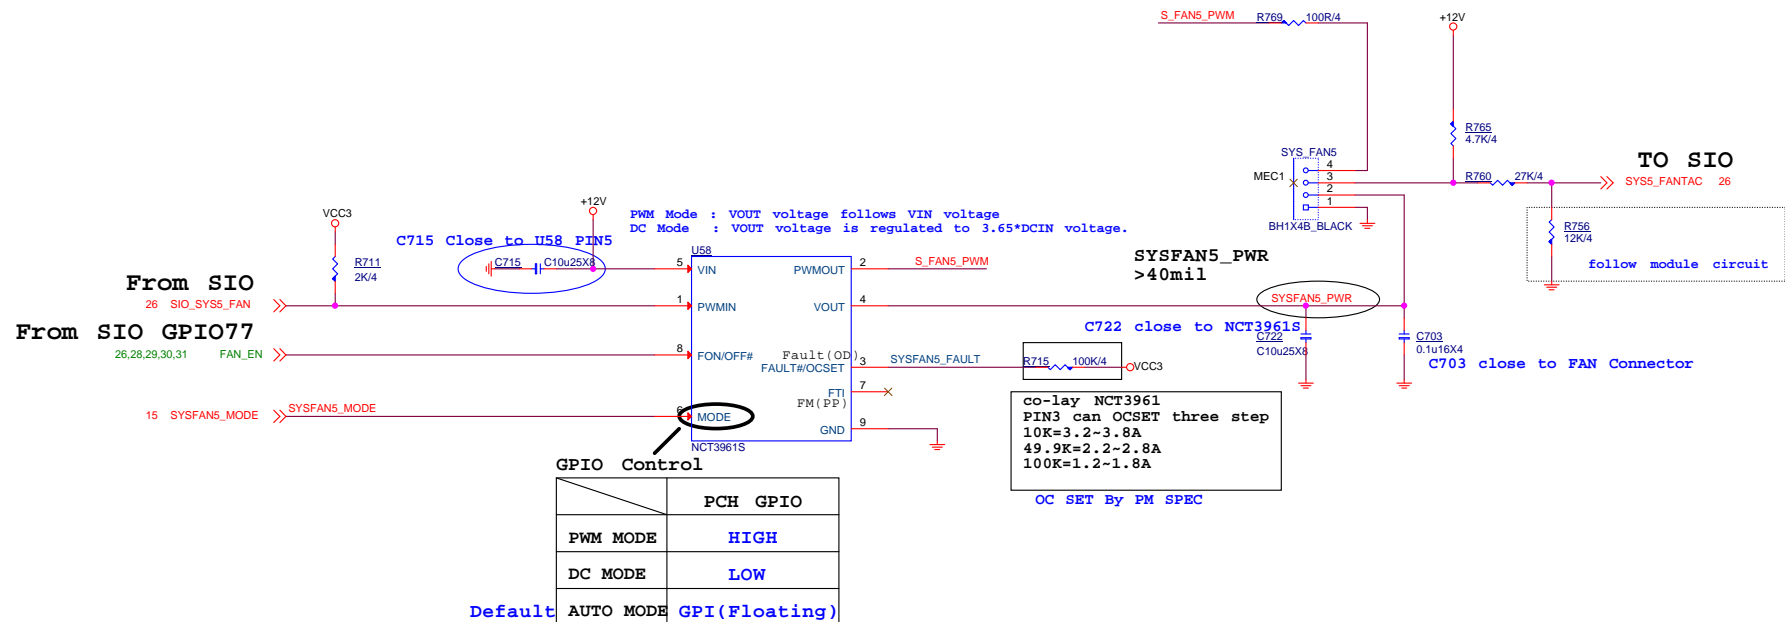 S_FAN5_PWM R769 100R/4
+12V
R765
4.7K/4
SYS_FAN5
MEC1
4
3
2
1
BH1X4B_BLACK
R760 27K/4
TO SIO
SYS5_FANTAC 26
R756
12K/4
follow module circuit
VCC3
R711
2K/4
+12V
PWM Mode : VOUT voltage follows VIN voltage
DC Mode : VOUT voltage is regulated to 3.65*DCIN voltage.
C715 Close to U58 PIN5
C715 C10u25X8
From SIO
26 SIO_SYS5_FAN
From SIO GPIO77
26,28,29,30,31 FAN_EN
15 SYSFAN5_MODE SYSFAN5_MODE
U58
5 VIN
1 PWMIN
8 FON/OFF#
6 MODE
PWMOUT 2 S_FAN5_PWM
VOUT 4
Fault(OD)
FAULT#/OCSET 3 SYSFAN5_FAULT
FTI 7
FM(PP)
GND 9
NCT3961S
R715 100K/4
VCC3
SYSFAN5_PWR
>40mil
SYSFAN5_PWR
C722 close to NCT3961S
C722
C10u25X8
C703
0.1u16X4
C703 close to FAN Connector
co-lay NCT3961
PIN3 can OCSET three step
10K=3.2~3.8A
49.9K=2.2~2.8A
100K=1.2~1.8A
OC SET By PM SPEC
GPIO Control
PCH GPIO
PWM MODE HIGH
DC MODE LOW
Default AUTO MODE GPI(Floating)